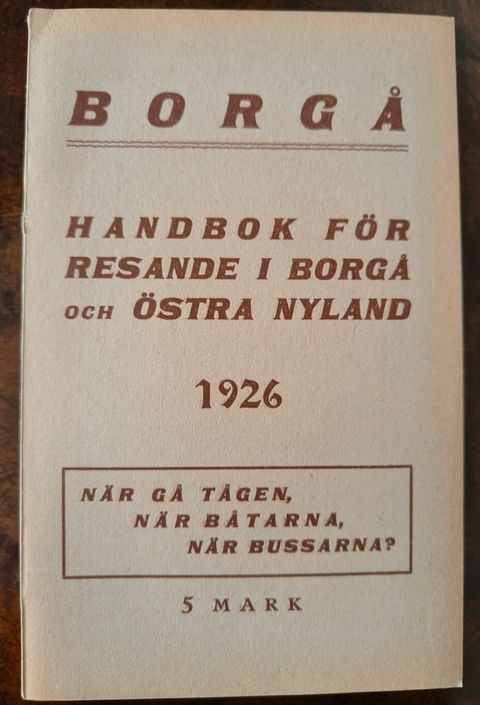 BORGÅ
HANDBOK FÖR
RESANDE I BORGÅ
OCH ÖSTRA NYLAND
1926
NÄR GÅ TÅGEN,
NÄR BÅTARNA,
NÄR BUSSARNA?
5 MARK